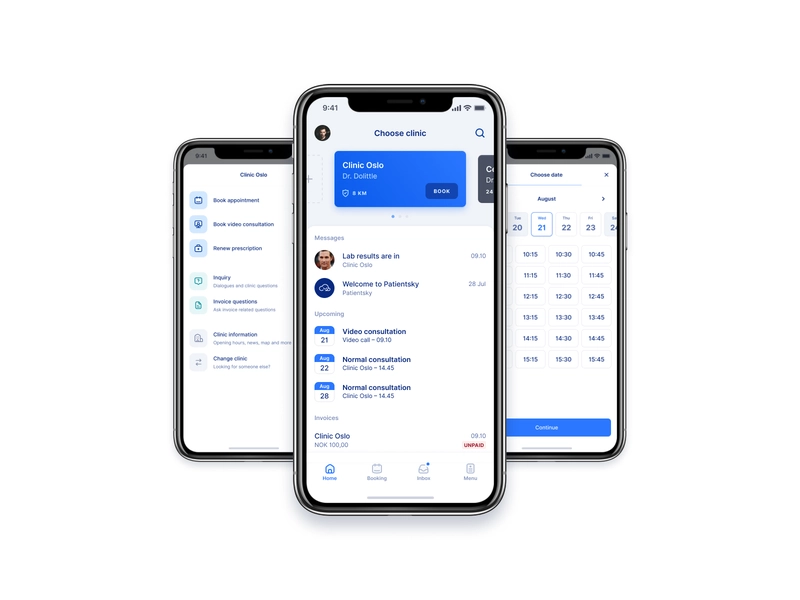 9:41
Clinic Oslo
Book appointment
Book video consultation
Renew prescription
Inquiry
Dialogues and clinic questions
Invoice questions
Ask invoice related questions
Clinic information
Opening hours, news, map and more
Change clinic
Looking for someone else?
9:41
Choose clinic
Clinic Oslo
Dr. Dolittle
8 KM
BOOK
24
Messages
Lab results are in 09.10
Clinic Oslo
Welcome to Patientsky 28 Jul
Patientsky
Upcoming
Aug
21
Video consultation
Video call – 09.10
Aug
22
Normal consultation
Clinic Oslo – 14.45
Aug
28
Normal consultation
Clinic Oslo – 14.45
Invoices
Clinic Oslo 09.10
NOK 100,00 UNPAID
Home Booking Inbox Menu
Choose date
August
Tue Wed Thu Fri
20 21 22 23 24
10:15 10:30 10:45
11:15 11:30 11:45
12:15 12:30 12:45
13:15 13:30 13:45
14:15 14:30 14:45
15:15 15:30 15:45
Continue